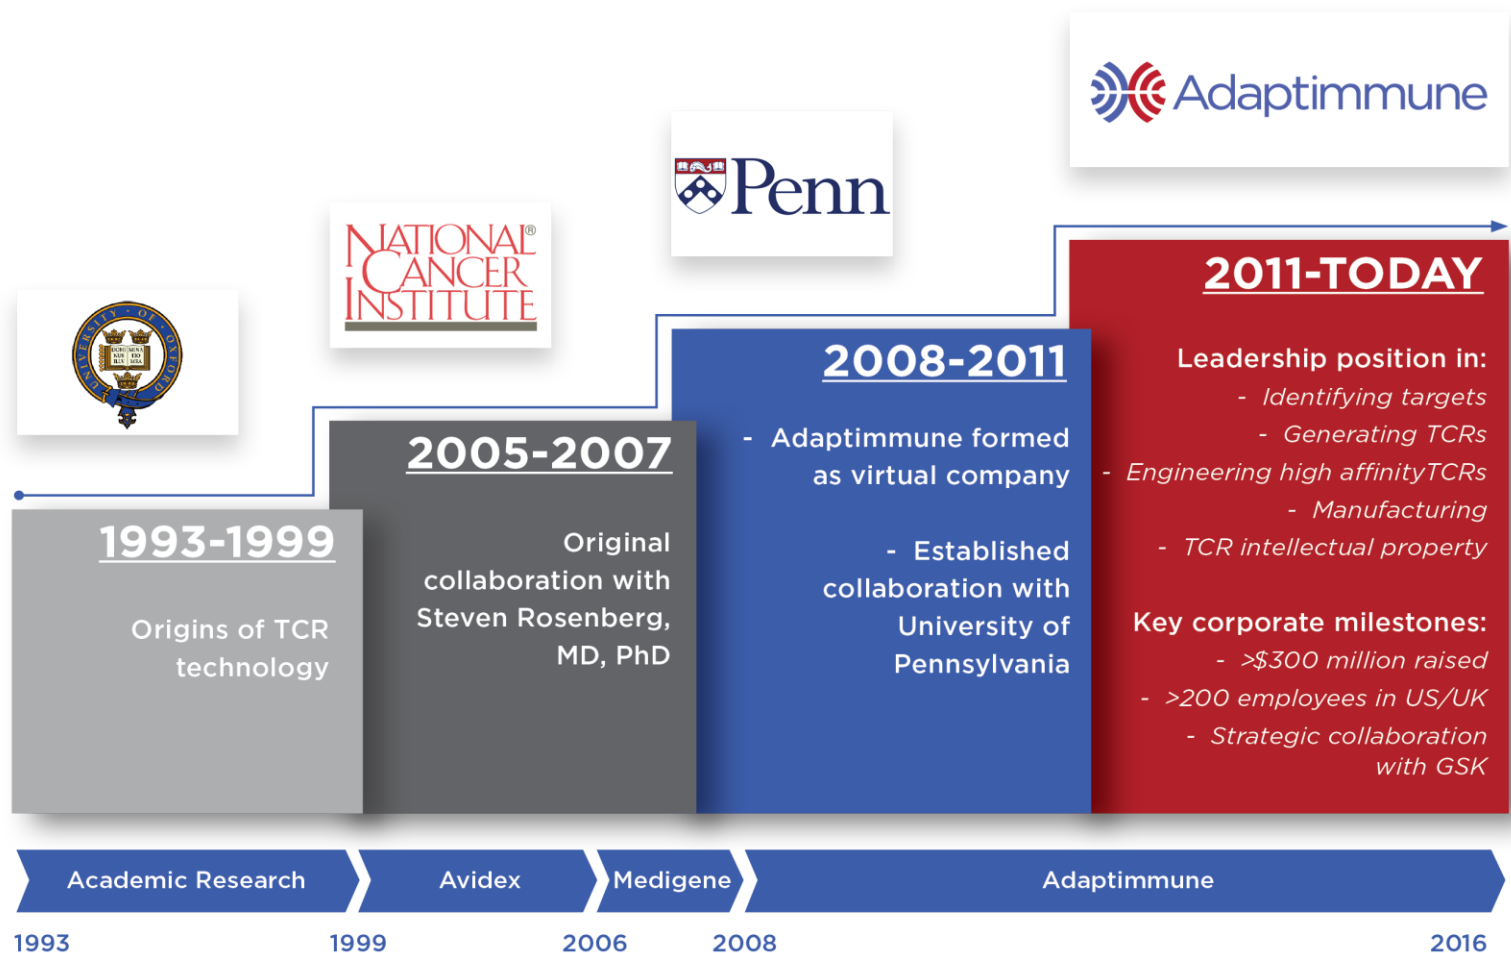 Adaptimmune
Penn
NATIONAL®
CANCER
INSTITUTE
UNIVERSITY OF OXFORD
2011-TODAY
Leadership position in:
- Identifying targets
- Generating TCRs
- Engineering high affinityTCRs
- Manufacturing
- TCR intellectual property
Key corporate milestones:
- >$300 million raised
- >200 employees in US/UK
- Strategic collaboration
with GSK
2008-2011
- Adaptimmune formed
as virtual company
- Established
collaboration with
University of
Pennsylvania
2005-2007
Original
collaboration with
Steven Rosenberg,
MD, PhD
1993-1999
Origins of TCR
technology
Academic Research
Avidex
Medigene
Adaptimmune
1993
1999
2006
2008
2016